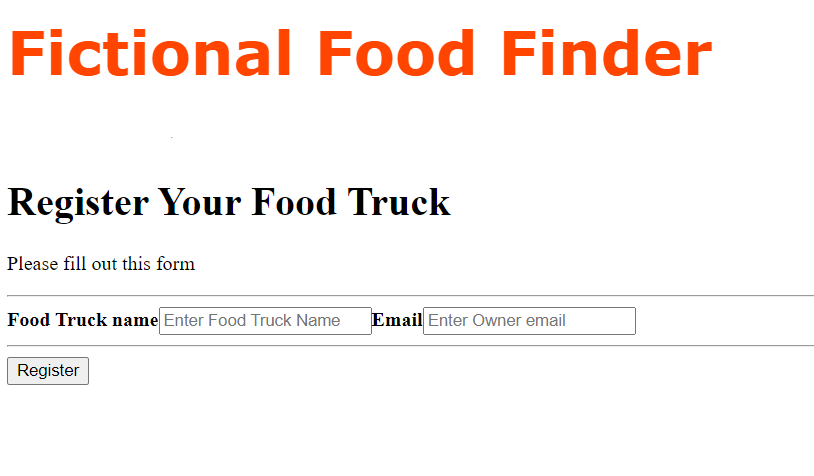 Fictional Food Finder
Register Your Food Truck
Please fill out this form
Food Truck name Enter Food Truck Name Email Enter Owner email
Register